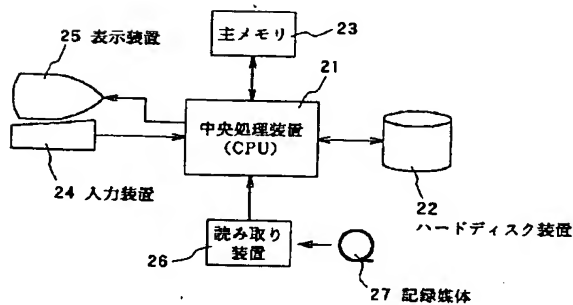 25 表示装置
主メモリ
23
21
中央処理装置
(CPU)
24 入力装置
22
ハードディスク装置
読み取り
装置
26
27 記録媒体